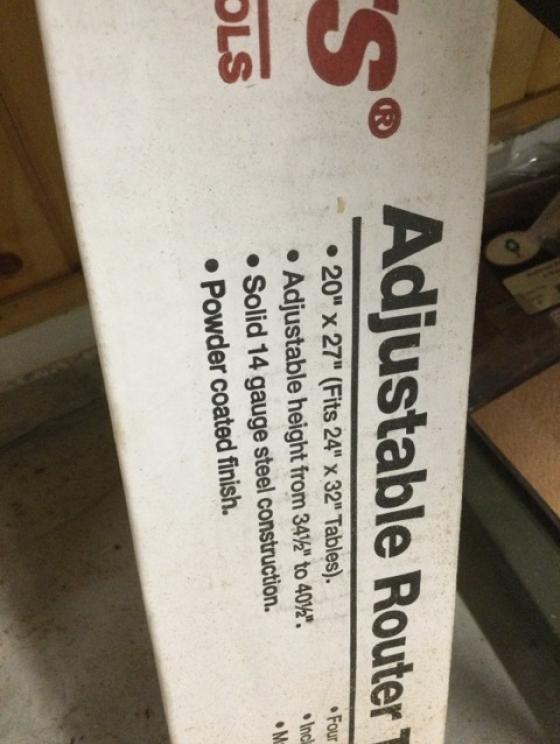 'S®
OLS
Adjustable Router T
• 20" x 27" (Fits 24" x 32" Tables).
• Adjustable height from 34½" to 40½".
• Solid 14 gauge steel construction.
• Powder coated finish.
• Four
• Incl
• M